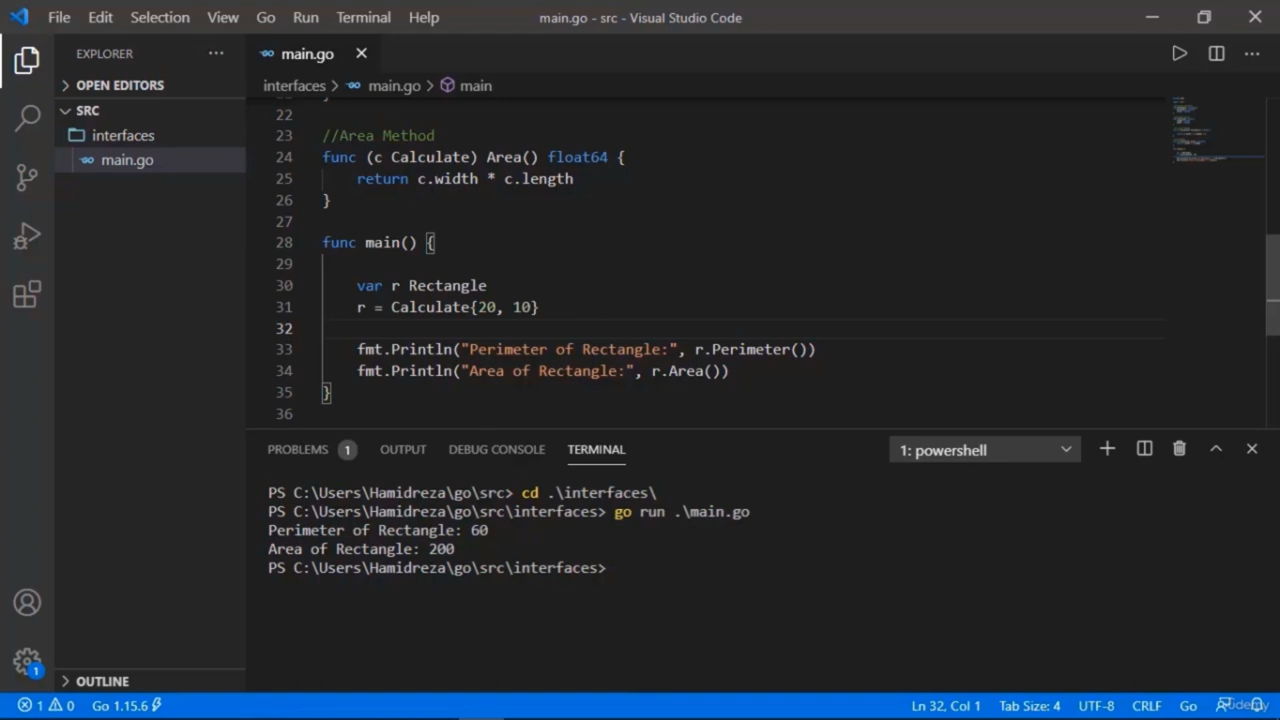 File Edit Selection View Go Run Terminal Help
main.go - src - Visual Studio Code
EXPLORER
OPEN EDITORS
SRC
interfaces
main.go
OUTLINE
main.go
interfaces > main.go > main
22
23 //Area Method
24 func (c Calculate) Area() float64 {
25 return c.width * c.length
26 }
27
28 func main() {
29
30 var r Rectangle
31 r = Calculate{20, 10}
32
33 fmt.Println("Perimeter of Rectangle:", r.Perimeter())
34 fmt.Println("Area of Rectangle:", r.Area())
35 }
36
PROBLEMS 1 OUTPUT DEBUG CONSOLE TERMINAL
1: powershell
PS C:\Users\Hamidreza\go\src> cd .\interfaces\
PS C:\Users\Hamidreza\go\src\interfaces> go run .\main.go
Perimeter of Rectangle: 60
Area of Rectangle: 200
PS C:\Users\Hamidreza\go\src\interfaces>
1
1 0 Go 1.15.6
Ln 32, Col 1 Tab Size: 4 UTF-8 CRLF Go